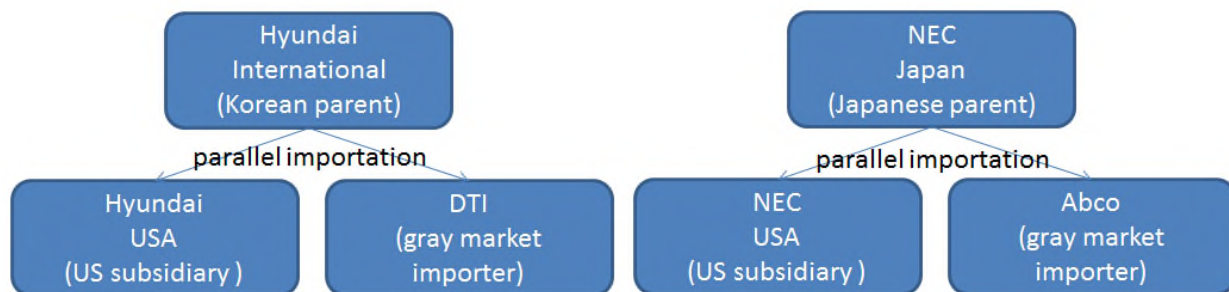 Hyundai
International
(Korean parent)
NEC
Japan
(Japanese parent)
parallel importation
parallel importation
Hyundai
USA
(US subsidiary )
DTI
(gray market
importer)
NEC
USA
(US subsidiary )
Abco
(gray market
importer)